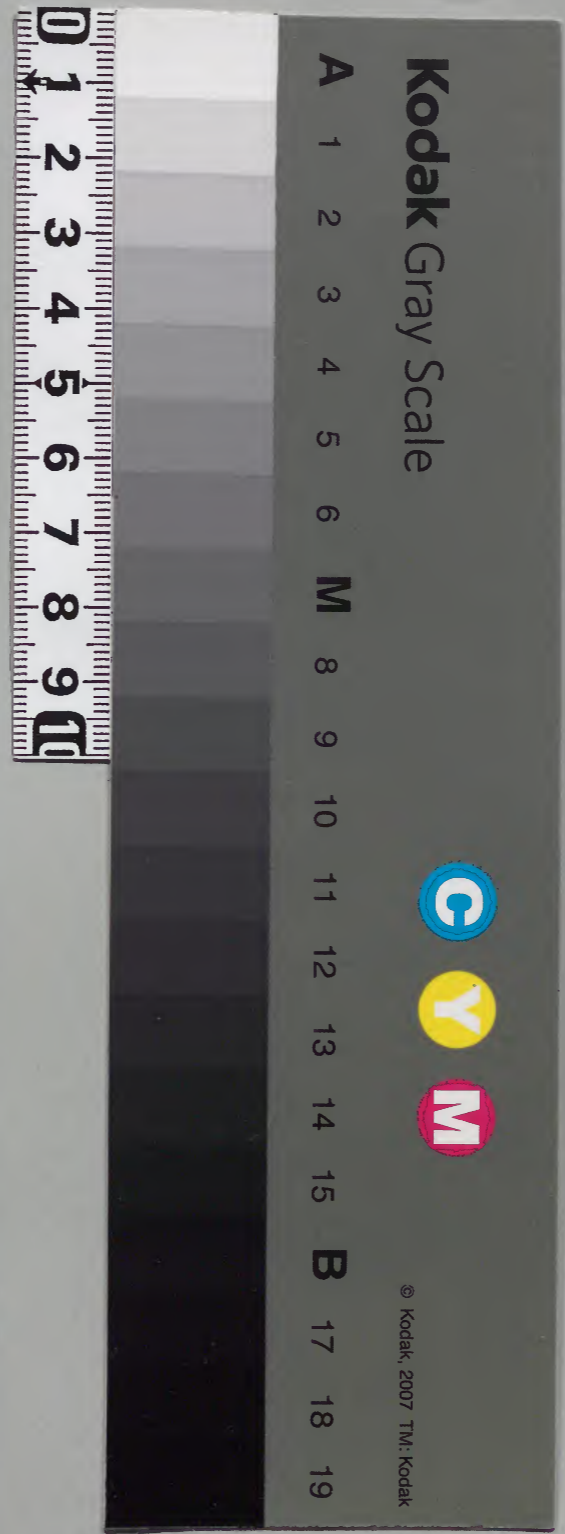 Kodak Gray Scale
C Y M
© Kodak, 2007 TM: Kodak
A 1 2 3 4 5 6 M 8 9 10 11 12 13 14 15 B 17 18 19
0 1 2 3 4 5 6 7 8 9 10